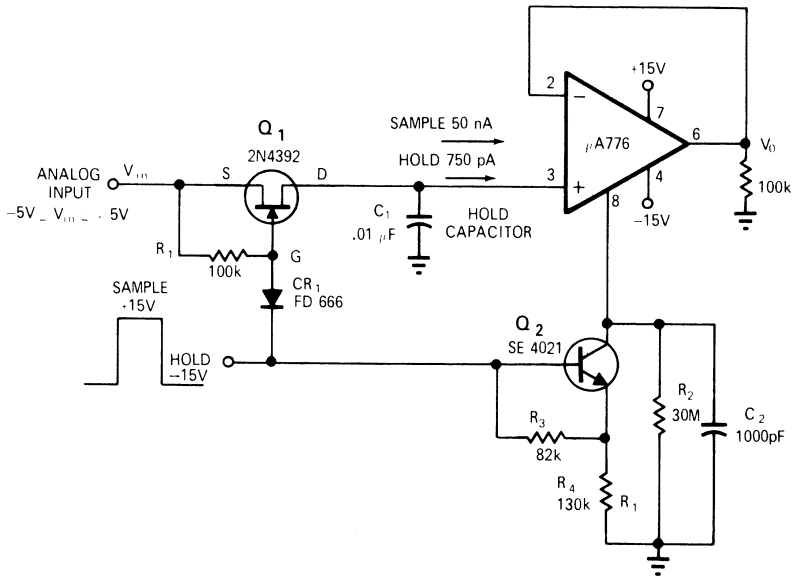 Q1
2N4392
ANALOG
INPUT
Vin
−5V _ Vin _ . 5V
S
D
G
R1
100k
CR1
FD 666
SAMPLE
+15V
HOLD
−15V
SAMPLE 50 nA
HOLD 750 pA
C1
.01 µF
HOLD
CAPACITOR
2
−
3
+
µA776
+15V
7
6
4
−15V
8
V0
100k
Q2
SE 4021
R3
82k
R4
130k
R1
R2
30M
C2
1000pF